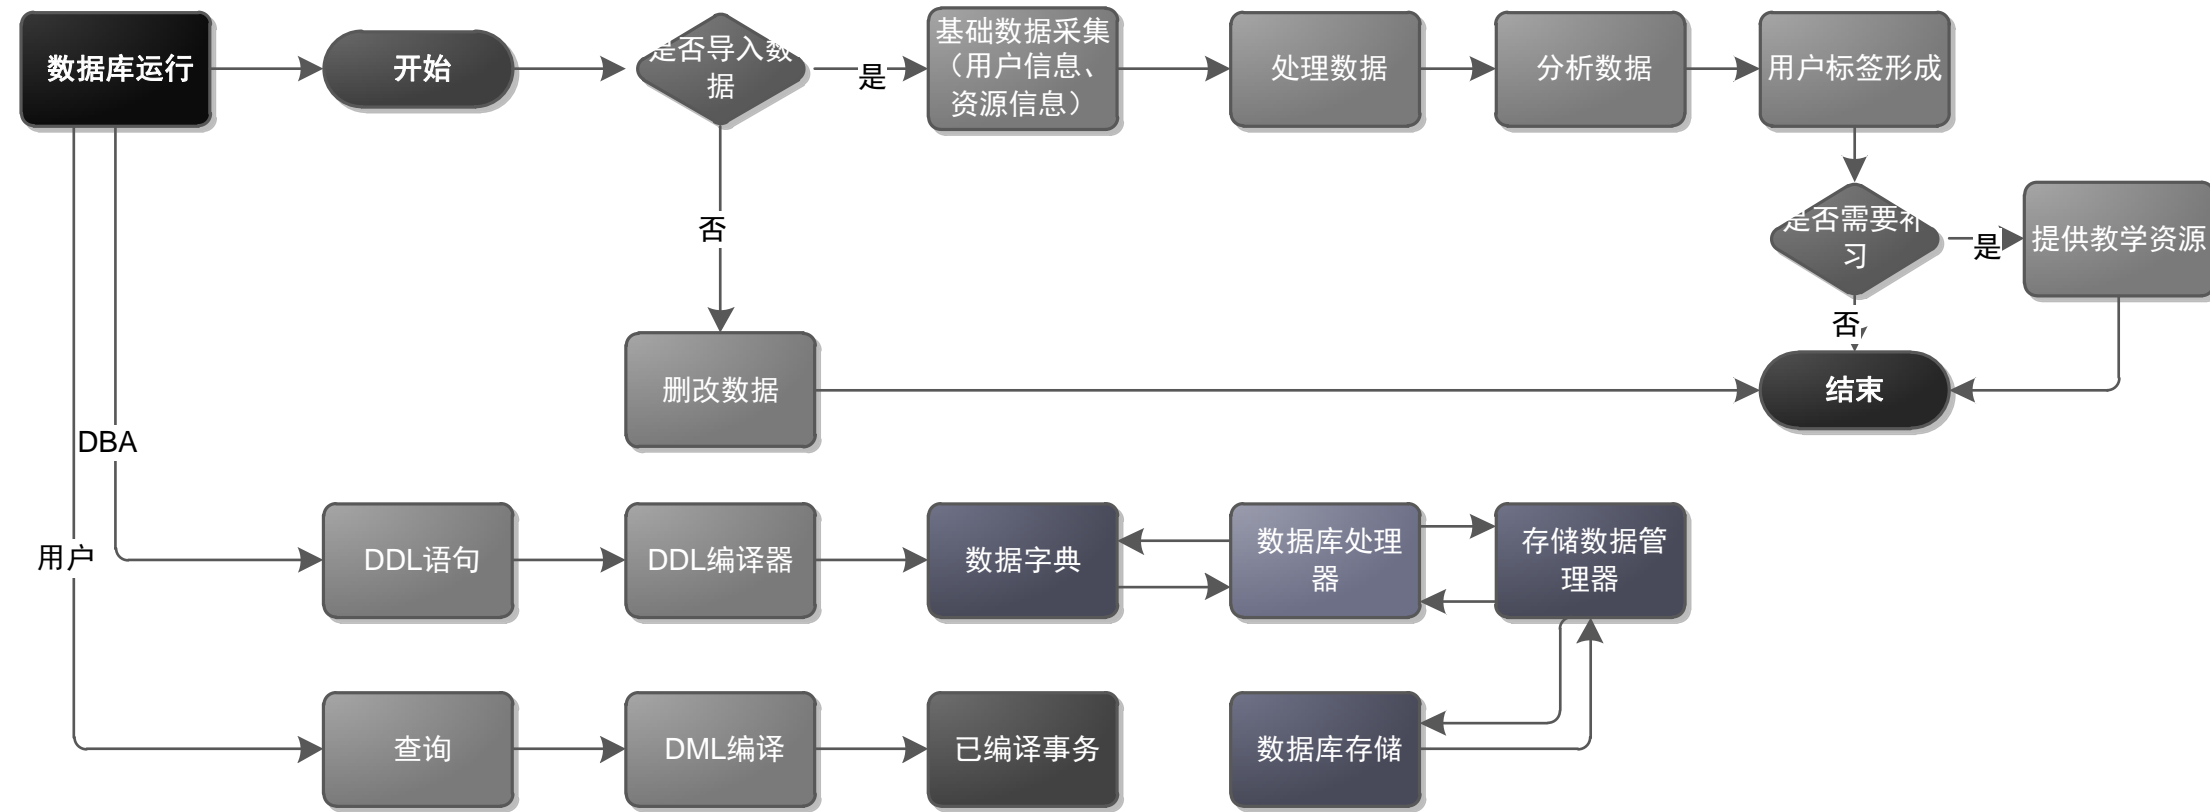 数据库运行
开始
是否导入数
据
是
基础数据采集
（用户信息、
资源信息）
处理数据
分析数据
用户标签形成
否
是否需要补
习
是
提供教学资源
否
删改数据
结束
DBA
用户
DDL语句
DDL编译器
数据字典
数据库处理
器
存储数据管
理器
查询
DML编译
已编译事务
数据库存储